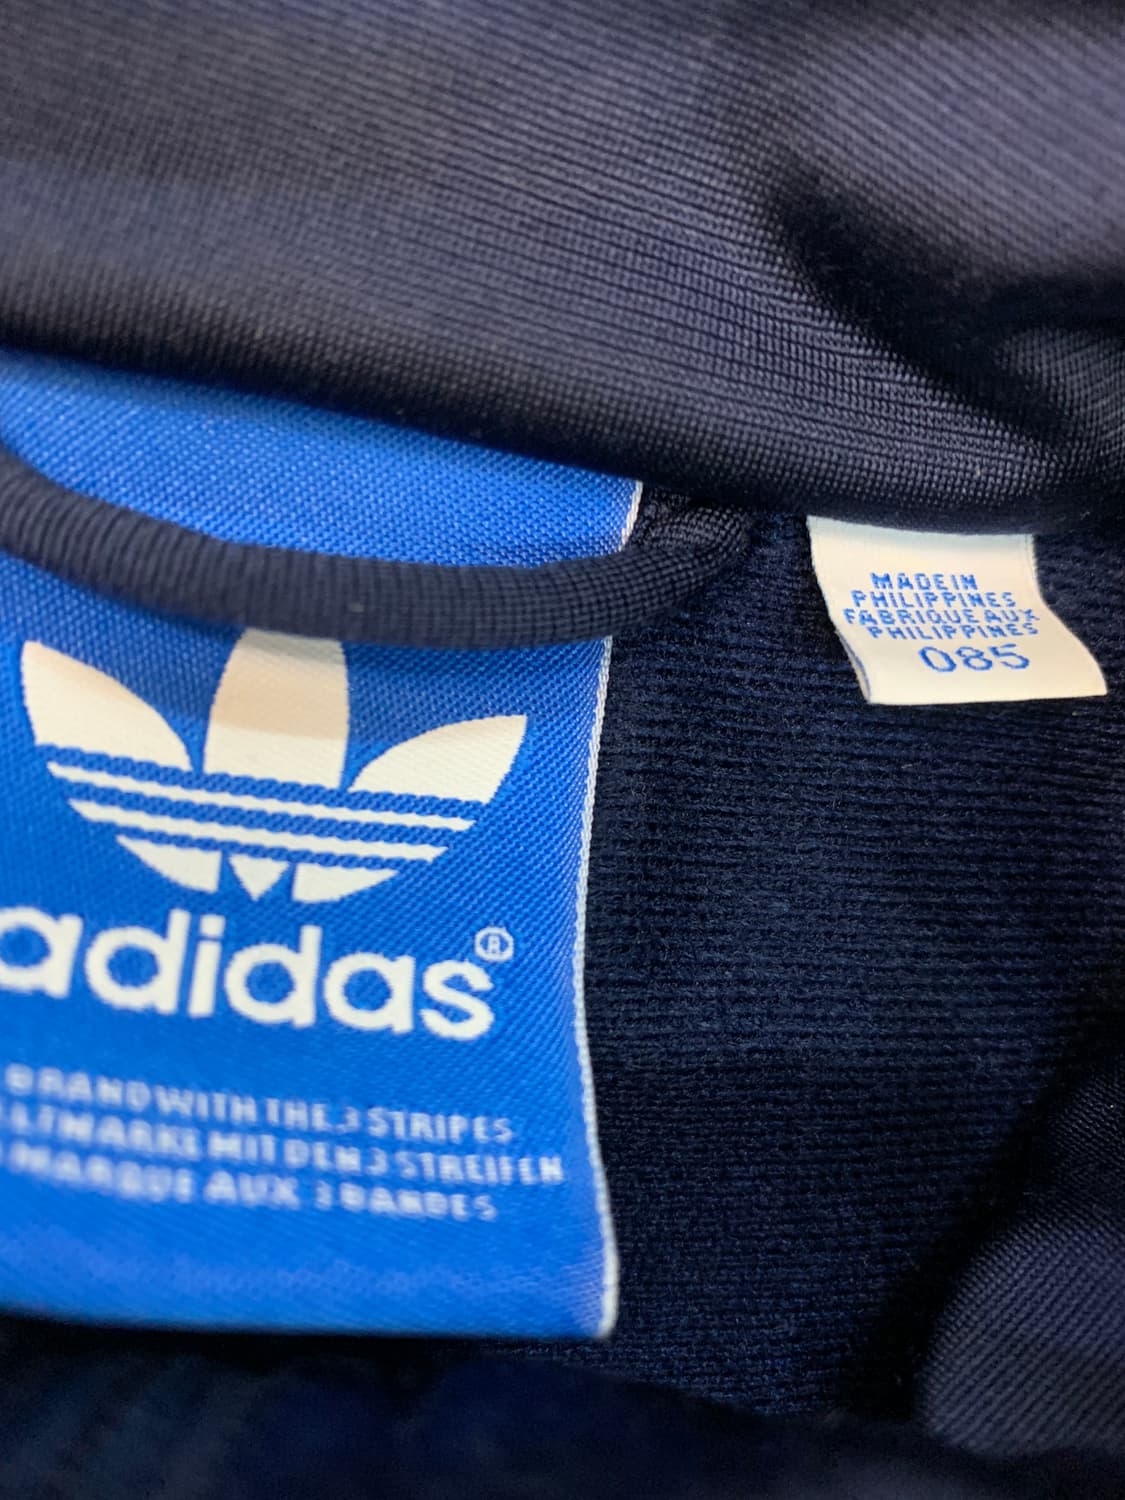 MADE IN
PHILIPPINES
FABRIQUE AUX
PHILIPPINES
085
adidas®
BRAND WITH THE 3 STRIPES
MIT DEN 3 STREIFEN
MARQUE AUX 3 BANDES